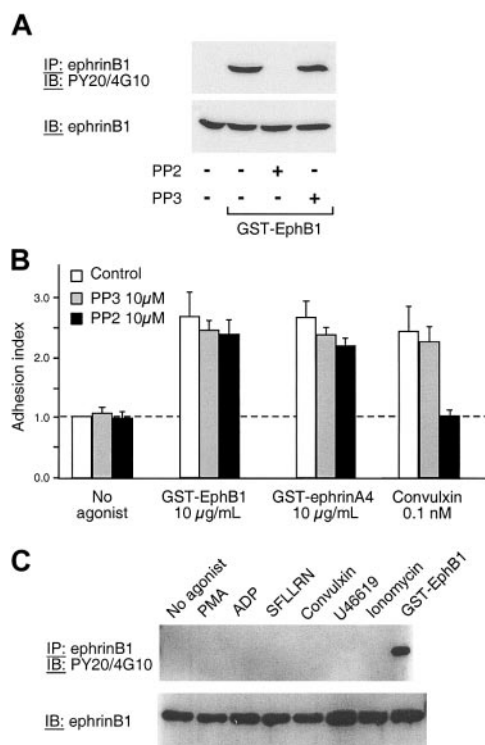 A
IP: ephrinB1
IB: PY20/4G10
IB: ephrinB1
PP2 - - + -
PP3 - - - +
GST-EphB1
B
Control
PP3 10µM
PP2 10µM
Adhesion index
3.0
2.0
1.0
0.0
No agonist
GST-EphB1 10 µg/mL
GST-ephrinA4 10 µg/mL
Convulxin 0.1 nM
C
No agonist
PMA
ADP
SFLLRN
Convulxin
U46619
Ionomycin
GST-EphB1
IP: ephrinB1
IB: PY20/4G10
IB: ephrinB1